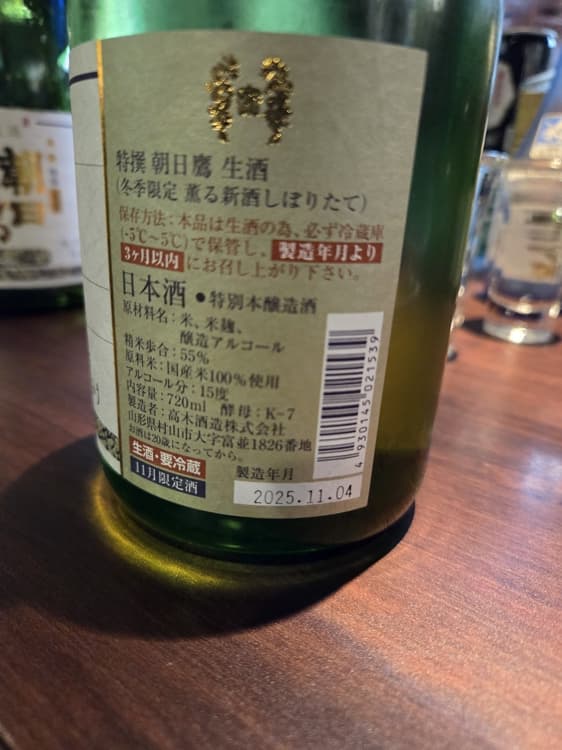 特撰 朝日鷹 生酒
(冬季限定 薫る新酒しぼりたて)
保存方法:本品は生酒の為、必ず冷蔵庫
(-5℃~5℃)で保管し、製造年月より
3ヶ月以内にお召し上がり下さい。
日本酒 ●特別本醸造酒
原材料名:米、米麹、
醸造アルコール
精米歩合:55%
原料米:国産米100%使用
アルコール分:15度
内容量:720ml 酵母:K-7
製造者:高木酒造株式会社
山形県村山市大字富並1826番地
お酒は20歳になってから。
生酒・要冷蔵
11月限定酒
製造年月
2025.11.04
4 930145 021539